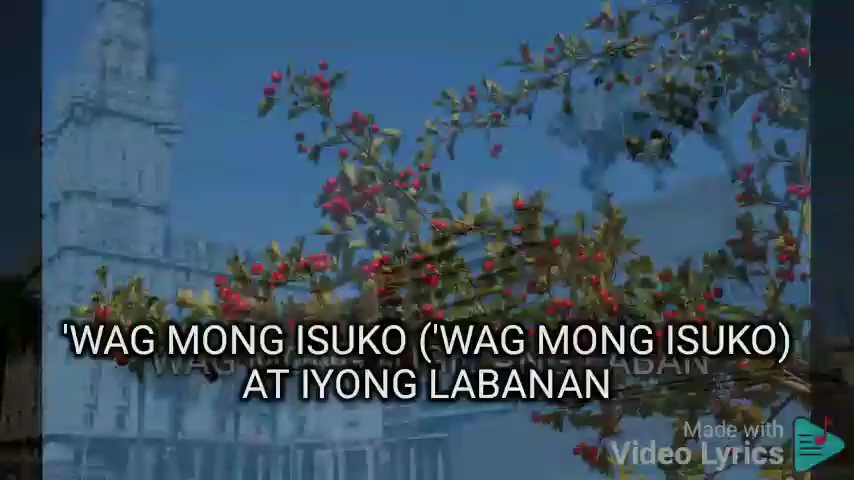 'WAG MONG ISUKO ('WAG MONG ISUKO)
AT IYONG LABANAN
Made with
Video Lyrics